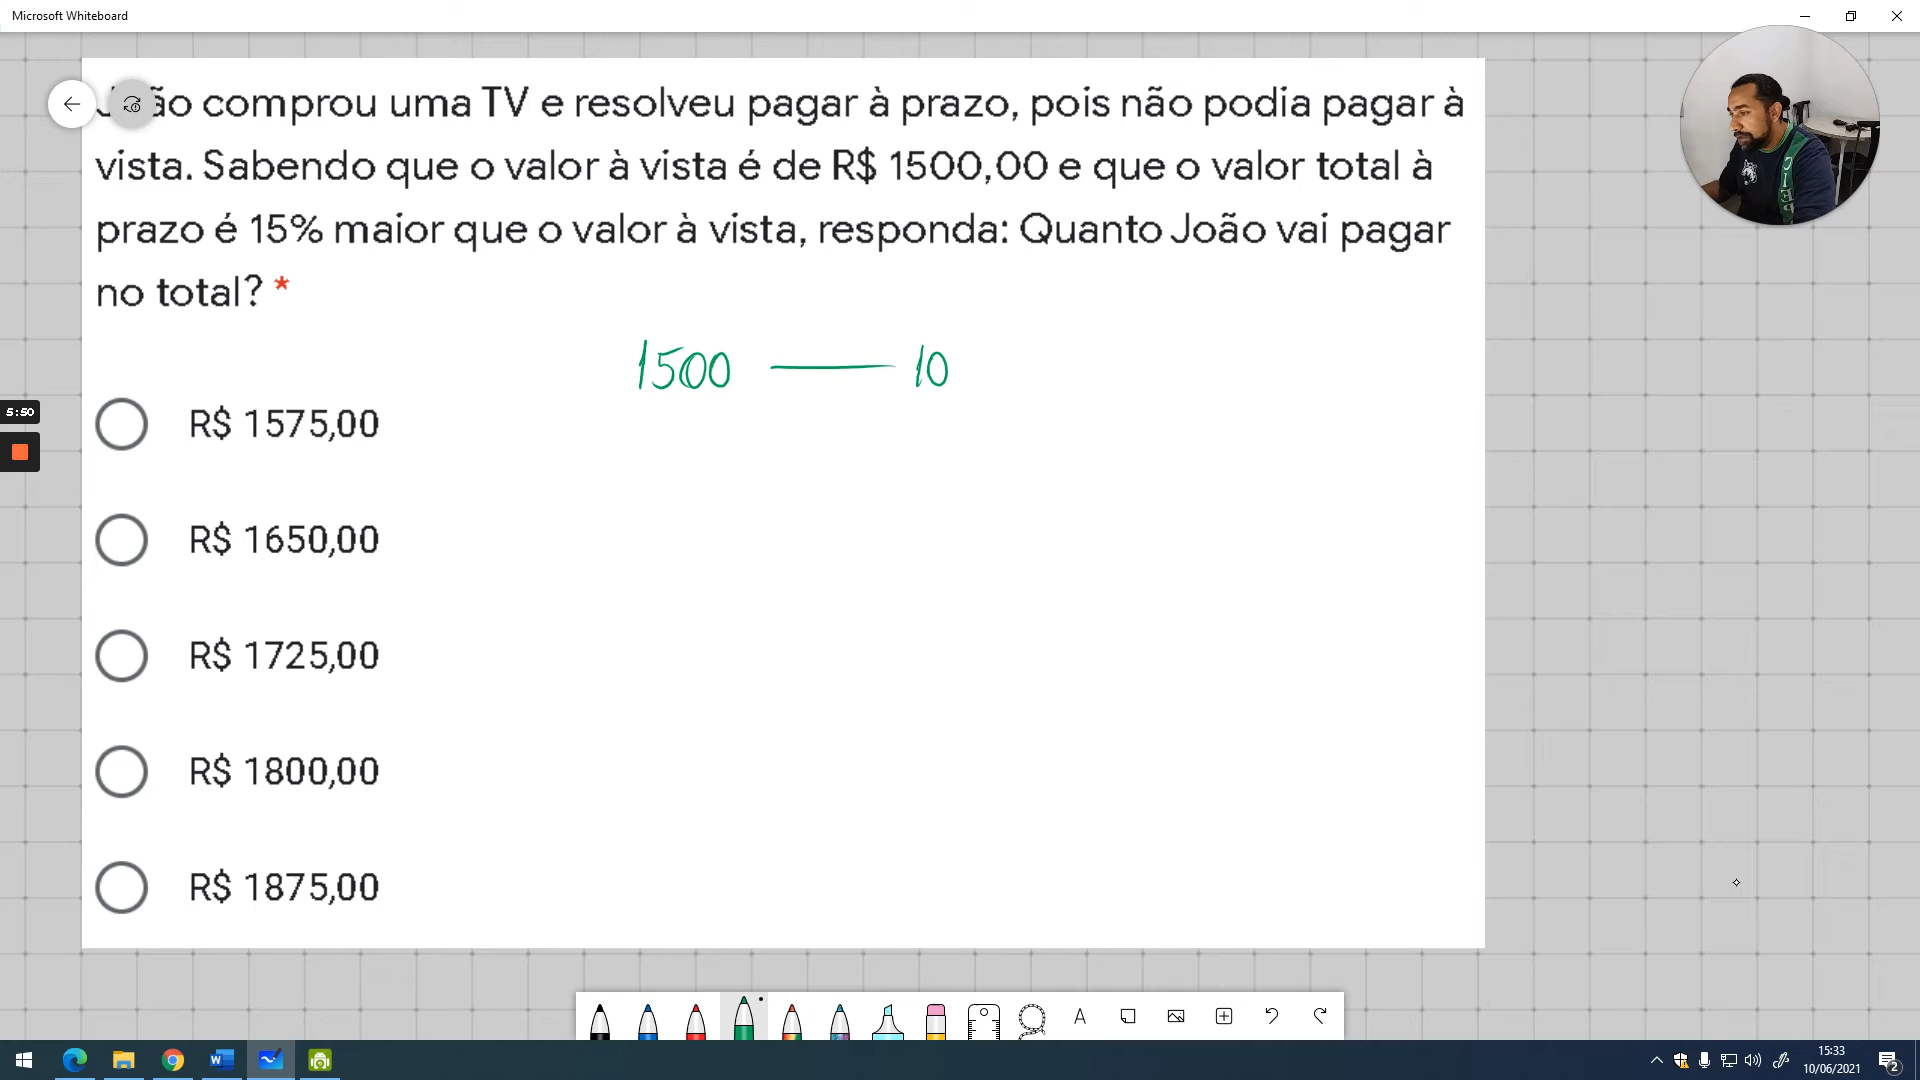 Microsoft Whiteboard
João comprou uma TV e resolveu pagar à prazo, pois não podia pagar à
vista. Sabendo que o valor à vista é de R$ 1500,00 e que o valor total à
prazo é 15% maior que o valor à vista, responda: Quanto João vai pagar
no total? *
1500 — 10
R$ 1575,00
5:50
R$ 1650,00
R$ 1725,00
R$ 1800,00
R$ 1875,00
A
15:33
10/06/2021
2